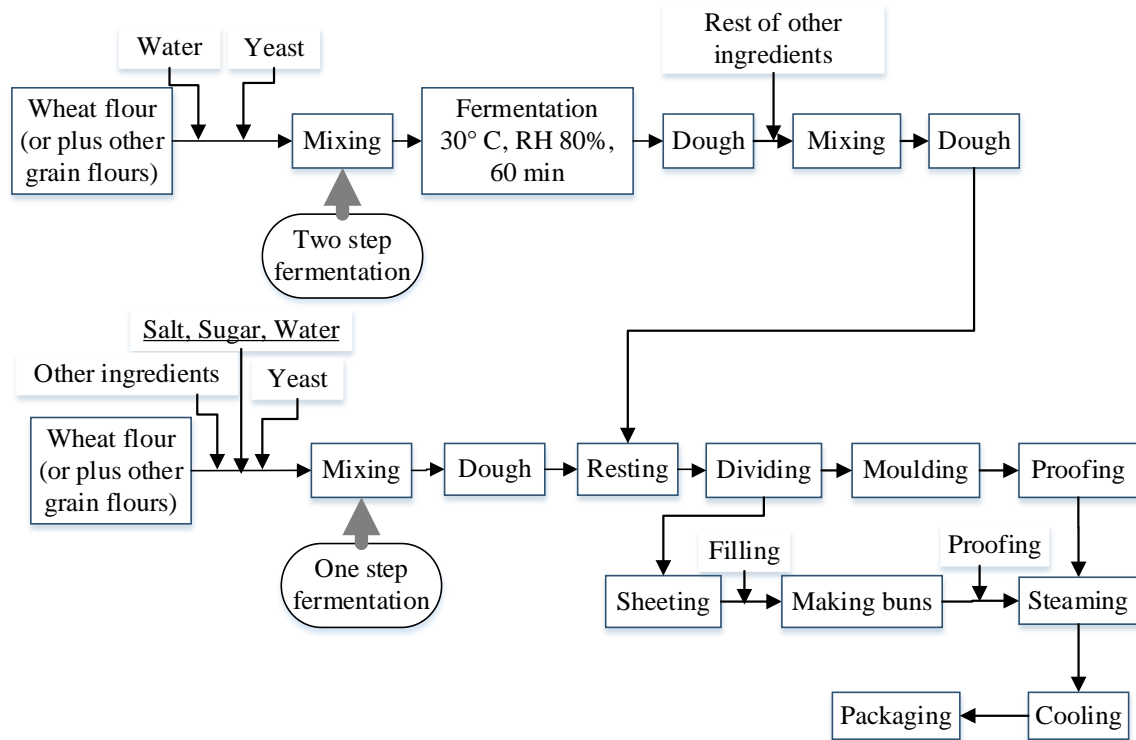 Water
Yeast
Rest of other
ingredients
Wheat flour
(or plus other
grain flours)
Mixing
Fermentation
30° C, RH 80%,
60 min
Dough
Mixing
Dough
Two step
fermentation
Salt, Sugar, Water
Other ingredients
Yeast
Wheat flour
(or plus other
grain flours)
Mixing
Dough
Resting
Dividing
Moulding
Proofing
One step
fermentation
Filling
Proofing
Sheeting
Making buns
Steaming
Packaging
Cooling